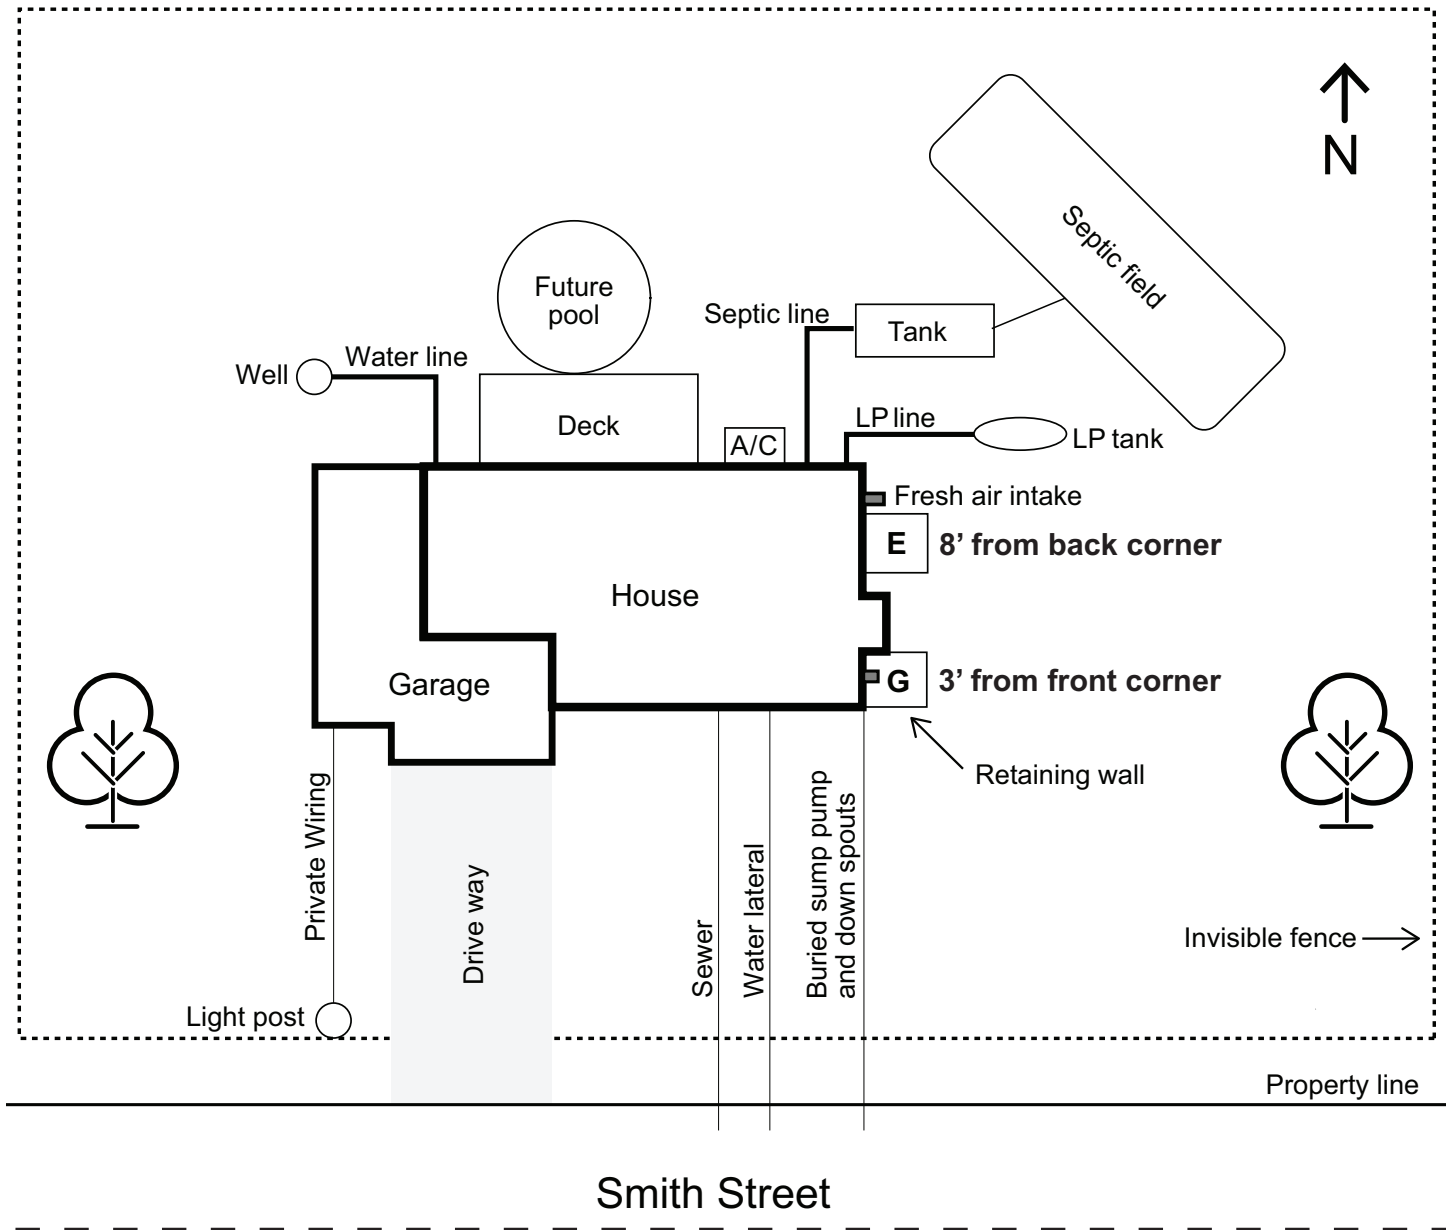 N
Septic field
Future
pool
Septic line
Tank
Water line
Well
Deck
A/C
LP line
LP tank
Fresh air intake
E 8’ from back corner
House
Garage
G 3’ from front corner
Retaining wall
Private Wiring
Drive way
Sewer
Water lateral
Buried sump pump
and down spouts
Invisible fence
Light post
Property line
Smith Street